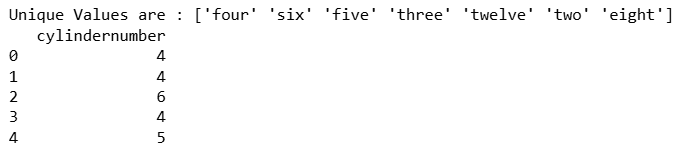 Unique Values are : ['four' 'six' 'five' 'three' 'twelve' 'two' 'eight']
cylindernumber
0 4
1 4
2 6
3 4
4 5